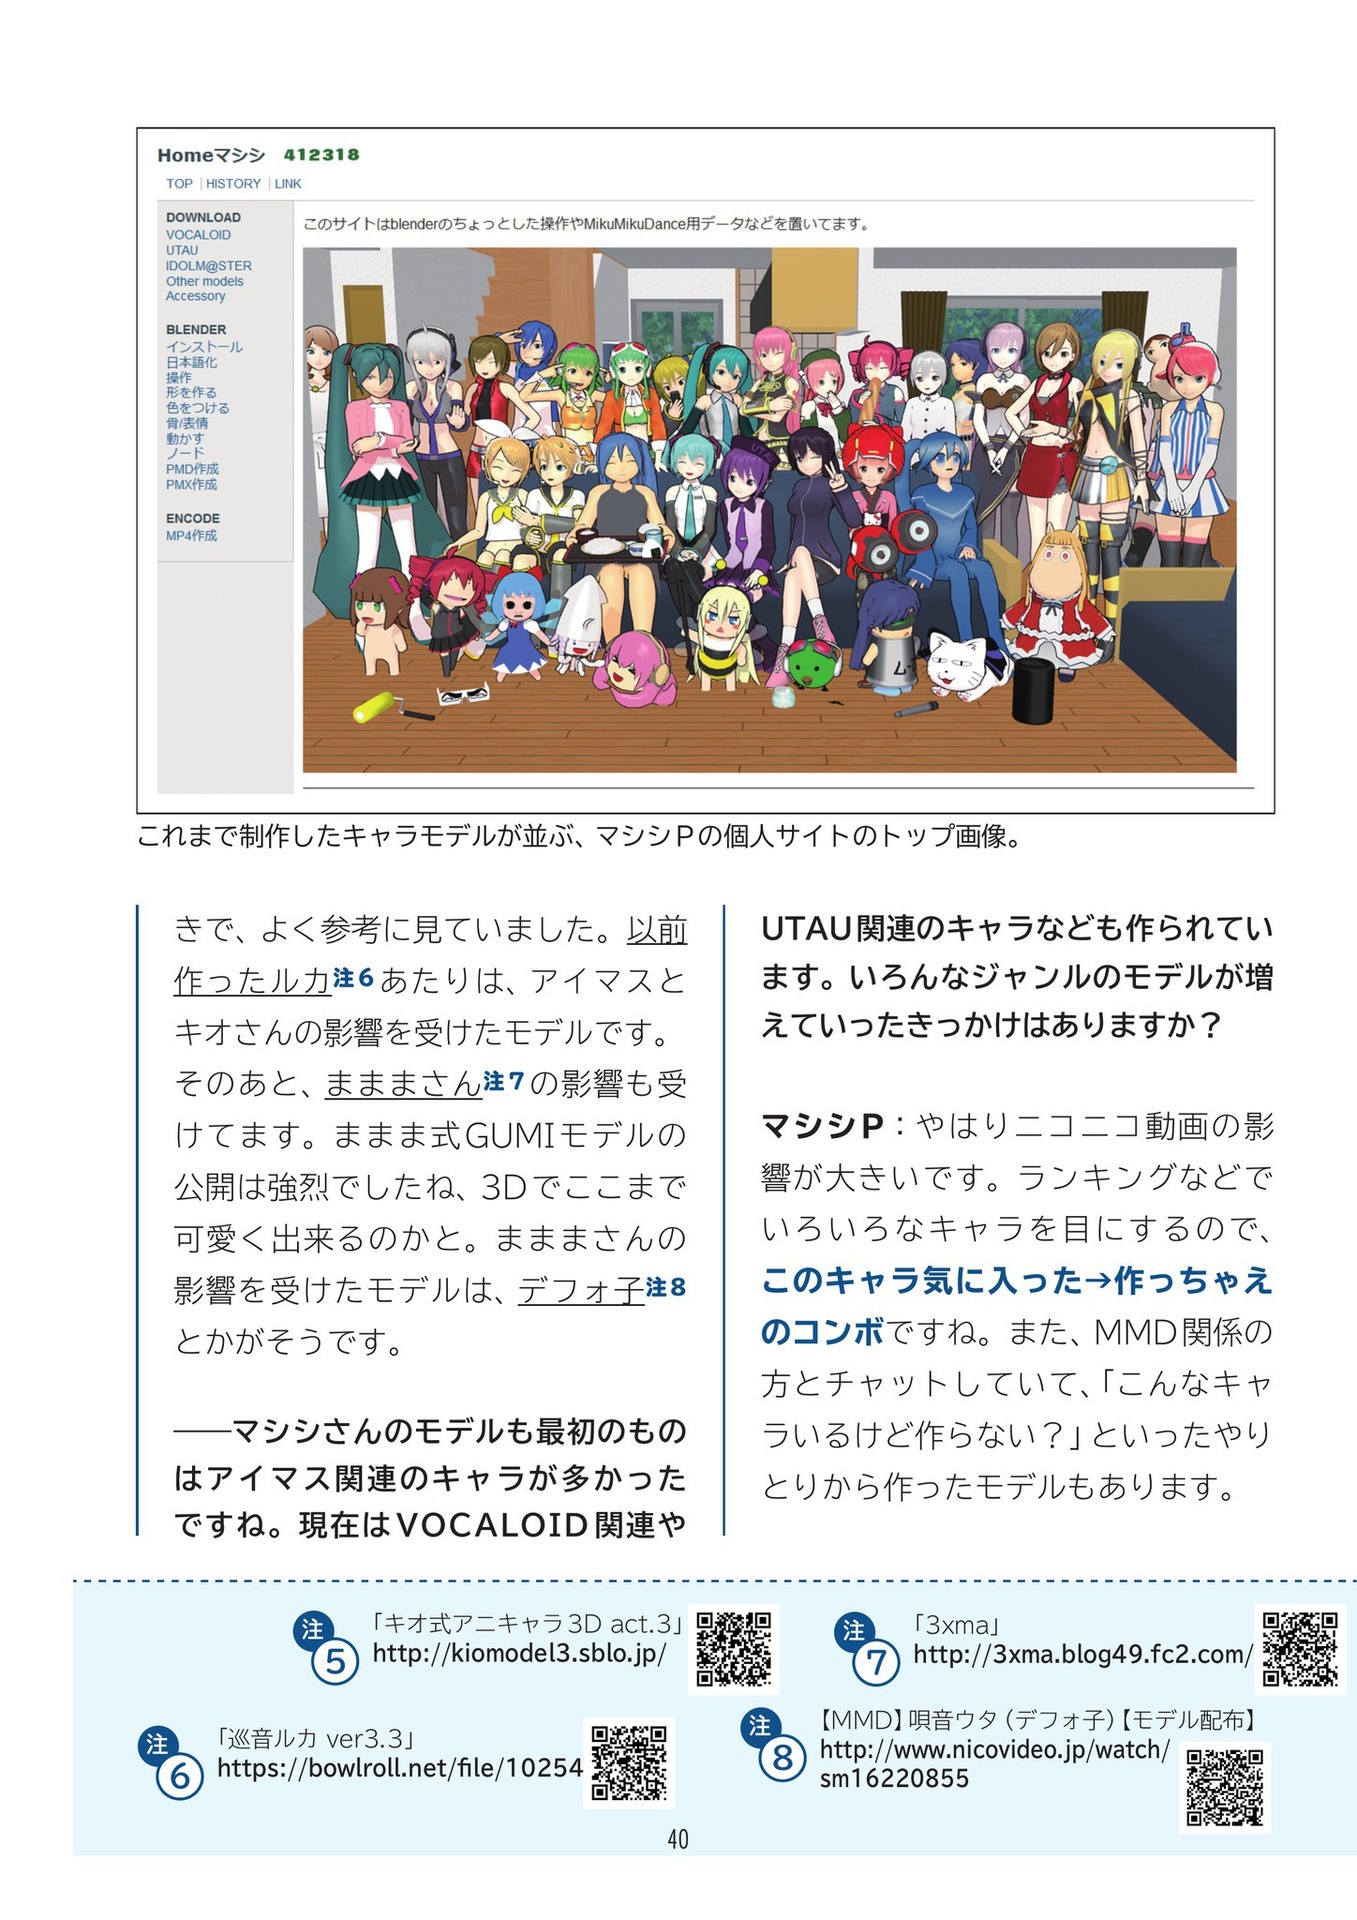 Homeマシシ 412318
TOP | HISTORY | LINK
DOWNLOAD
VOCALOID
UTAU
IDOLM@STER
Other models
Accessory
BLENDER
インストール
日本語化
操作
形を作る
色をつける
骨/表情
動かす
ノード
PMD作成
PMX作成
ENCODE
MP4作成
このサイトはblenderのちょっとした操作やMikuMikuDance用データなどを置いてます。
これまで制作したキャラモデルが並ぶ、マシシPの個人サイトのトップ画像。
きで、よく参考に見ていました。以前
作ったルカ注6あたりは、アイマスと
キオさんの影響を受けたモデルです。
そのあと、まままさん注7の影響も受
けてます。ままま式GUMIモデルの
公開は強烈でしたね、3Dでここまで
可愛く出来るのかと。まままさんの
影響を受けたモデルは、デフォ子注8
とかがそうです。
――マシシさんのモデルも最初のもの
はアイマス関連のキャラが多かった
ですね。現在はVOCALOID関連や
UTAU関連のキャラなども作られてい
ます。いろんなジャンルのモデルが増
えていったきっかけはありますか？
マシシP：やはりニコニコ動画の影
響が大きいです。ランキングなどで
いろいろなキャラを目にするので、
このキャラ気に入った→作っちゃえ
のコンボですね。また、MMD関係の
方とチャットしていて、「こんなキャ
ラいるけど作らない？」といったやり
とりから作ったモデルもあります。
注5
「キオ式アニキャラ3D act.3」
http://kiomodel3.sblo.jp/
注6
「巡音ルカ ver3.3」
https://bowlroll.net/file/10254
注7
「3xma」
http://3xma.blog49.fc2.com/
注8
【MMD】唄音ウタ（デフォ子）【モデル配布】
http://www.nicovideo.jp/watch/
sm16220855
40